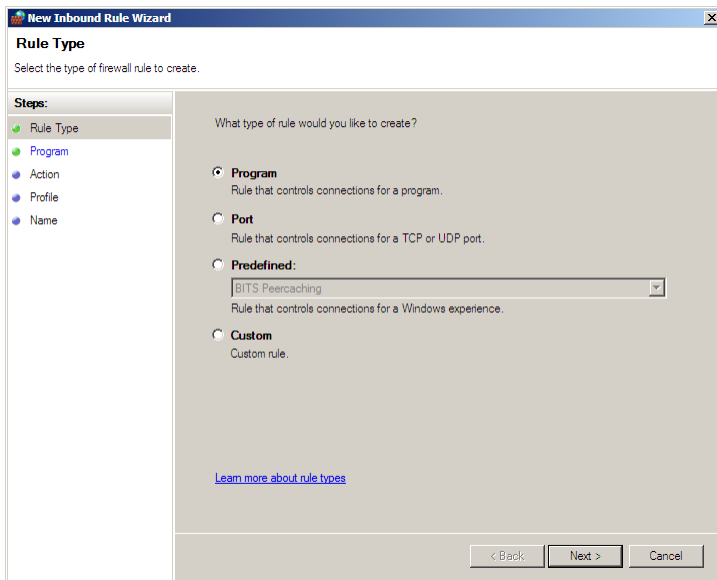 New Inbound Rule Wizard
Rule Type
Select the type of firewall rule to create.
Steps:
Rule Type
Program
Action
Profile
Name
What type of rule would you like to create?
Program
Rule that controls connections for a program.
Port
Rule that controls connections for a TCP or UDP port.
Predefined:
BITS Peercaching
Rule that controls connections for a Windows experience.
Custom
Custom rule.
Learn more about rule types
< Back
Next >
Cancel